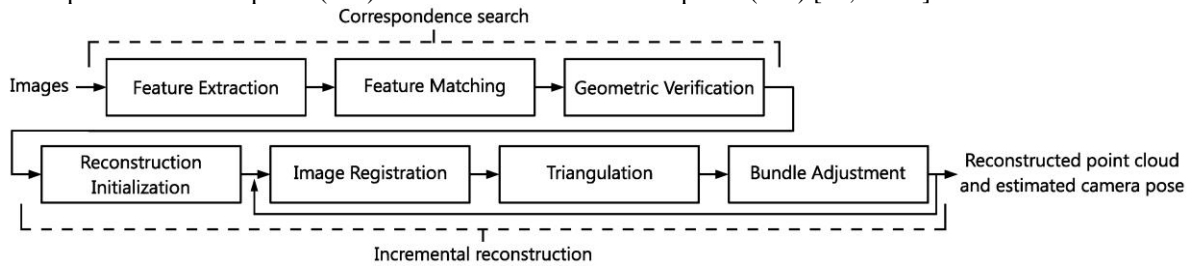 Correspondence search
Images
Feature Extraction
Feature Matching
Geometric Verification
Reconstruction
Initialization
Image Registration
Triangulation
Bundle Adjustment
Reconstructed point cloud
and estimated camera pose
Incremental reconstruction